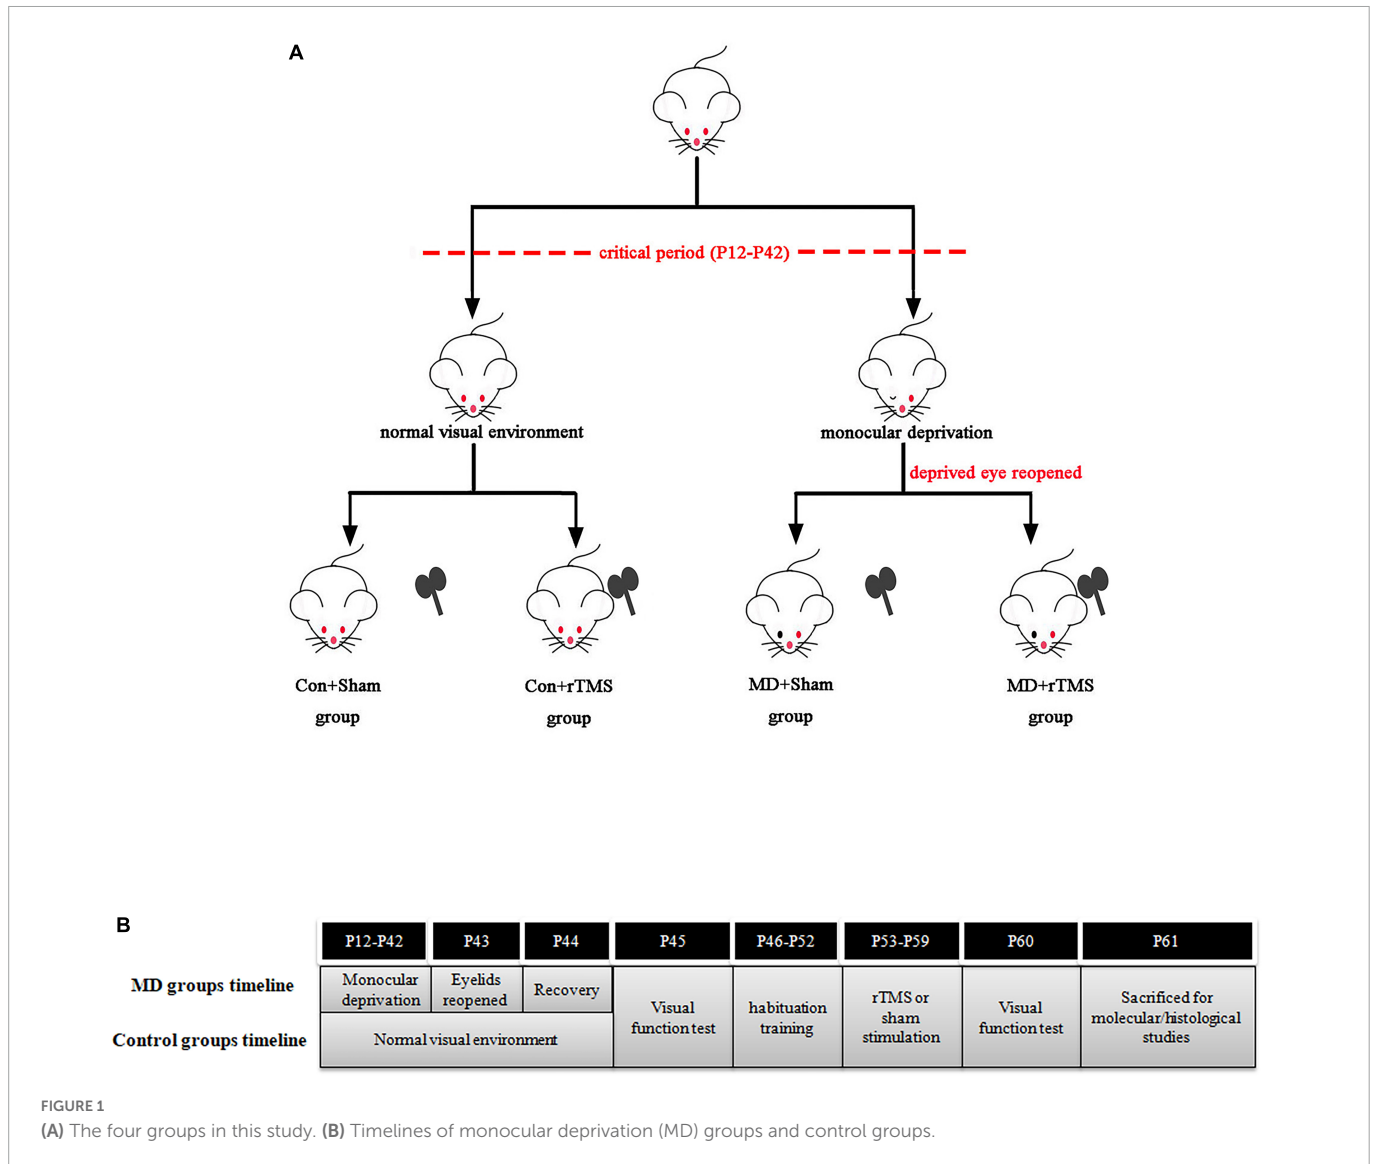 A
critical period (P12-P42)
normal visual environment
monocular deprivation
deprived eye reopened
Con+Sham
group
Con+rTMS
group
MD+Sham
group
MD+rTMS
group
B
P12-P42
P43
P44
P45
P46-P52
P53-P59
P60
P61
MD groups timeline
Monocular
deprivation
Eyelids
reopened
Recovery
Visual
function test
habituation
training
rTMS or
sham
stimulation
Visual
function test
Sacrificed for
molecular/histological
studies
Control groups timeline
Normal visual environment
FIGURE 1
(A) The four groups in this study. (B) Timelines of monocular deprivation (MD) groups and control groups.